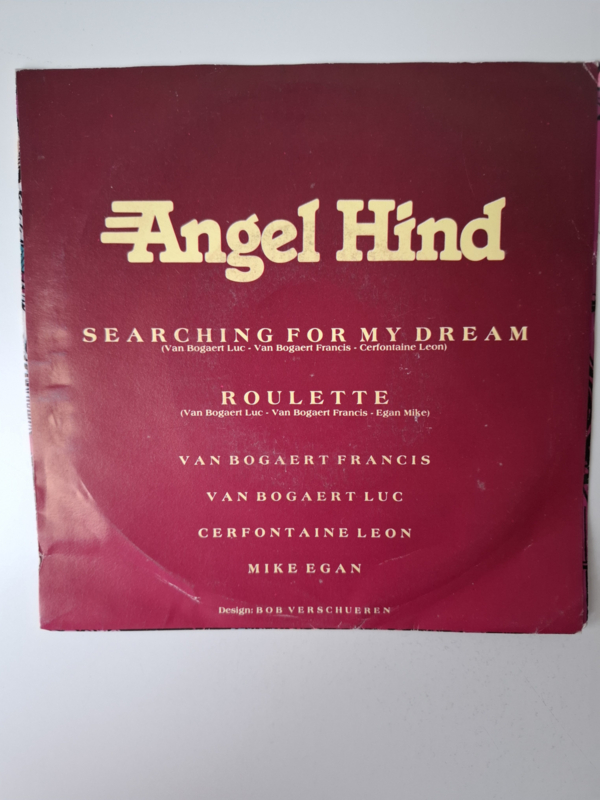 Angel Hind
SEARCHING FOR MY DREAM
(Van Bogaert Luc - Van Bogaert Francis - Cerfontaine Leon)
ROULETTE
(Van Bogaert Luc - Van Bogaert Francis - Egan Mike)
VAN BOGAERT FRANCIS
VAN BOGAERT LUC
CERFONTAINE LEON
MIKE EGAN
Design: BOB VERSCHUEREN